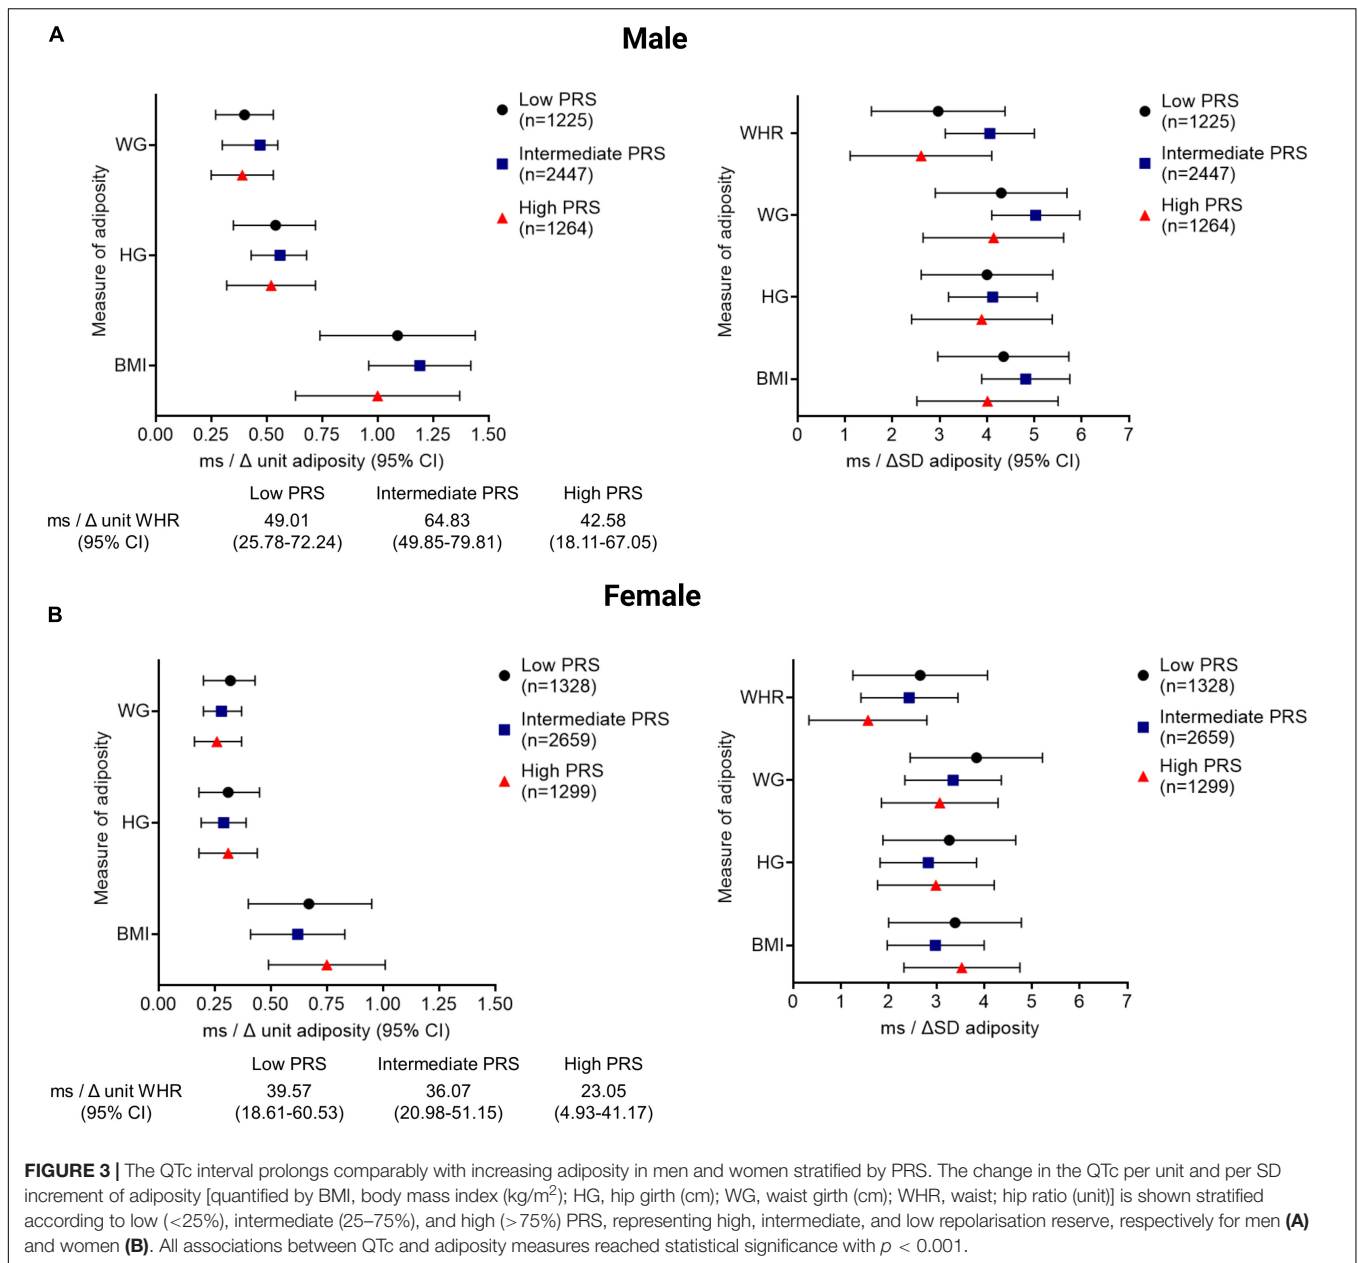 A
Male
Measure of adiposity
WG
HG
BMI
0.00 0.25 0.50 0.75 1.00 1.25 1.50
ms / Δ unit adiposity (95% CI)
Low PRS
(n=1225)
Intermediate PRS
(n=2447)
High PRS
(n=1264)
Measure of adiposity
WHR
WG
HG
BMI
0 1 2 3 4 5 6 7
ms / ΔSD adiposity (95% CI)
Low PRS
(n=1225)
Intermediate PRS
(n=2447)
High PRS
(n=1264)
Low PRS Intermediate PRS High PRS
ms / Δ unit WHR 49.01 64.83 42.58
(95% CI) (25.78-72.24) (49.85-79.81) (18.11-67.05)
B
Female
Measure of adiposity
WG
HG
BMI
0.00 0.25 0.50 0.75 1.00 1.25 1.50
ms / Δ unit adiposity (95% CI)
Low PRS
(n=1328)
Intermediate PRS
(n=2659)
High PRS
(n=1299)
Measure of adiposity
WHR
WG
HG
BMI
0 1 2 3 4 5 6 7
ms / ΔSD adiposity
Low PRS
(n=1328)
Intermediate PRS
(n=2659)
High PRS
(n=1299)
Low PRS Intermediate PRS High PRS
ms / Δ unit WHR 39.57 36.07 23.05
(95% CI) (18.61-60.53) (20.98-51.15) (4.93-41.17)
FIGURE 3 | The QTc interval prolongs comparably with increasing adiposity in men and women stratified by PRS. The change in the QTc per unit and per SD
increment of adiposity [quantified by BMI, body mass index (kg/m²); HG, hip girth (cm); WG, waist girth (cm); WHR, waist; hip ratio (unit)] is shown stratified
according to low (<25%), intermediate (25–75%), and high (>75%) PRS, representing high, intermediate, and low repolarisation reserve, respectively for men (A)
and women (B). All associations between QTc and adiposity measures reached statistical significance with p < 0.001.